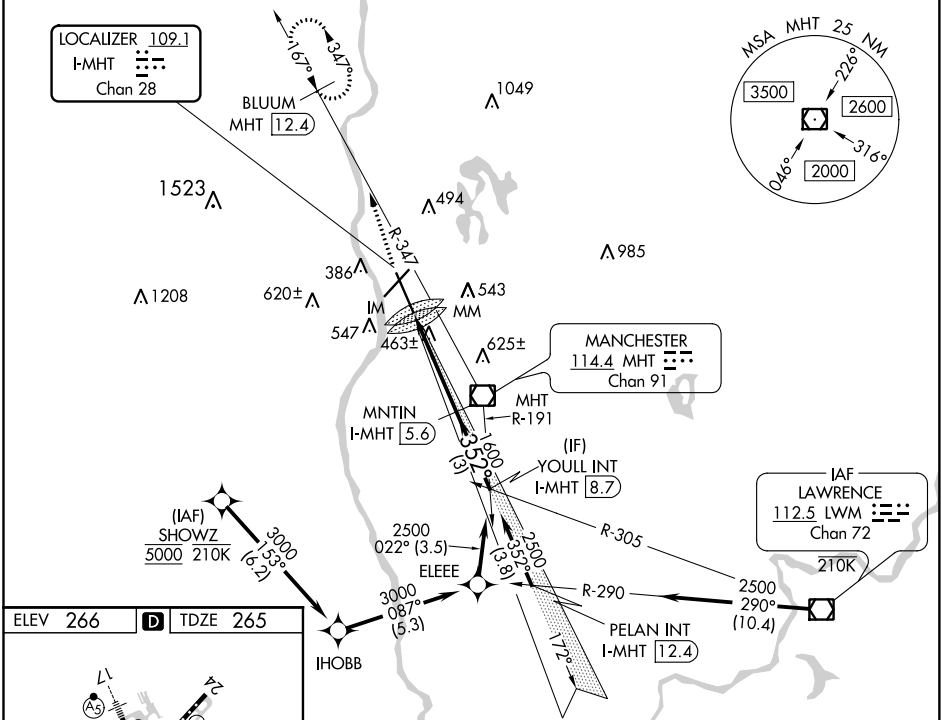 LOCALIZER 109.1
I-MHT
Chan 28
167°
347°
BLUUM
MHT 12.4
1049
MSA MHT 25 NM
3500
226°
2600
316°
046°
2000
1523
494
R-347
985
386
1208
620±
IM
543
MM
547
463±
625±
MANCHESTER
114.4 MHT
Chan 91
MHT
R-191
MNTIN
I-MHT 5.6
1600
352°
(3)
(IF)
YOULL INT
I-MHT 8.7
IAF
LAWRENCE
112.5 LWM
Chan 72
210K
(IAF)
SHOWZ
5000 210K
3000
153°
(6.2)
2500
022° (3.5)
ELEEE
2500
352°
(3.8)
R-305
R-290
2500
290°
(10.4)
3000
087°
(5.3)
IHOBB
PELAN INT
I-MHT 12.4
172°
ELEV 266 D TDZE 265
17
24
A5